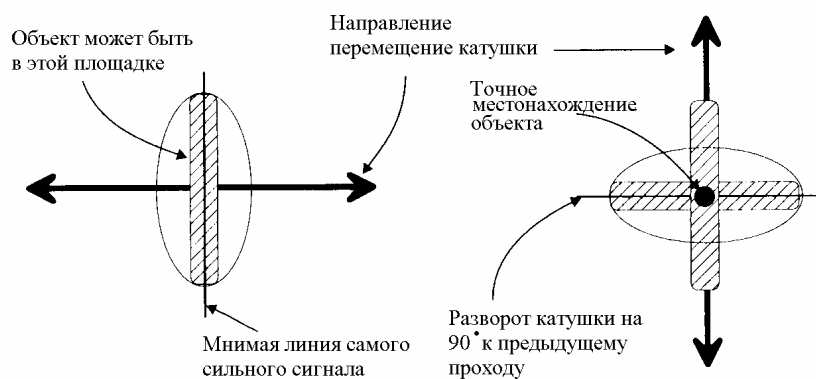 Объект может быть
в этой площадке
Направление
перемещение катушки
Точное
местонахождение
объекта
Мнимая линия самого
сильного сигнала
Разворот катушки на
90° к предыдущему
проходу